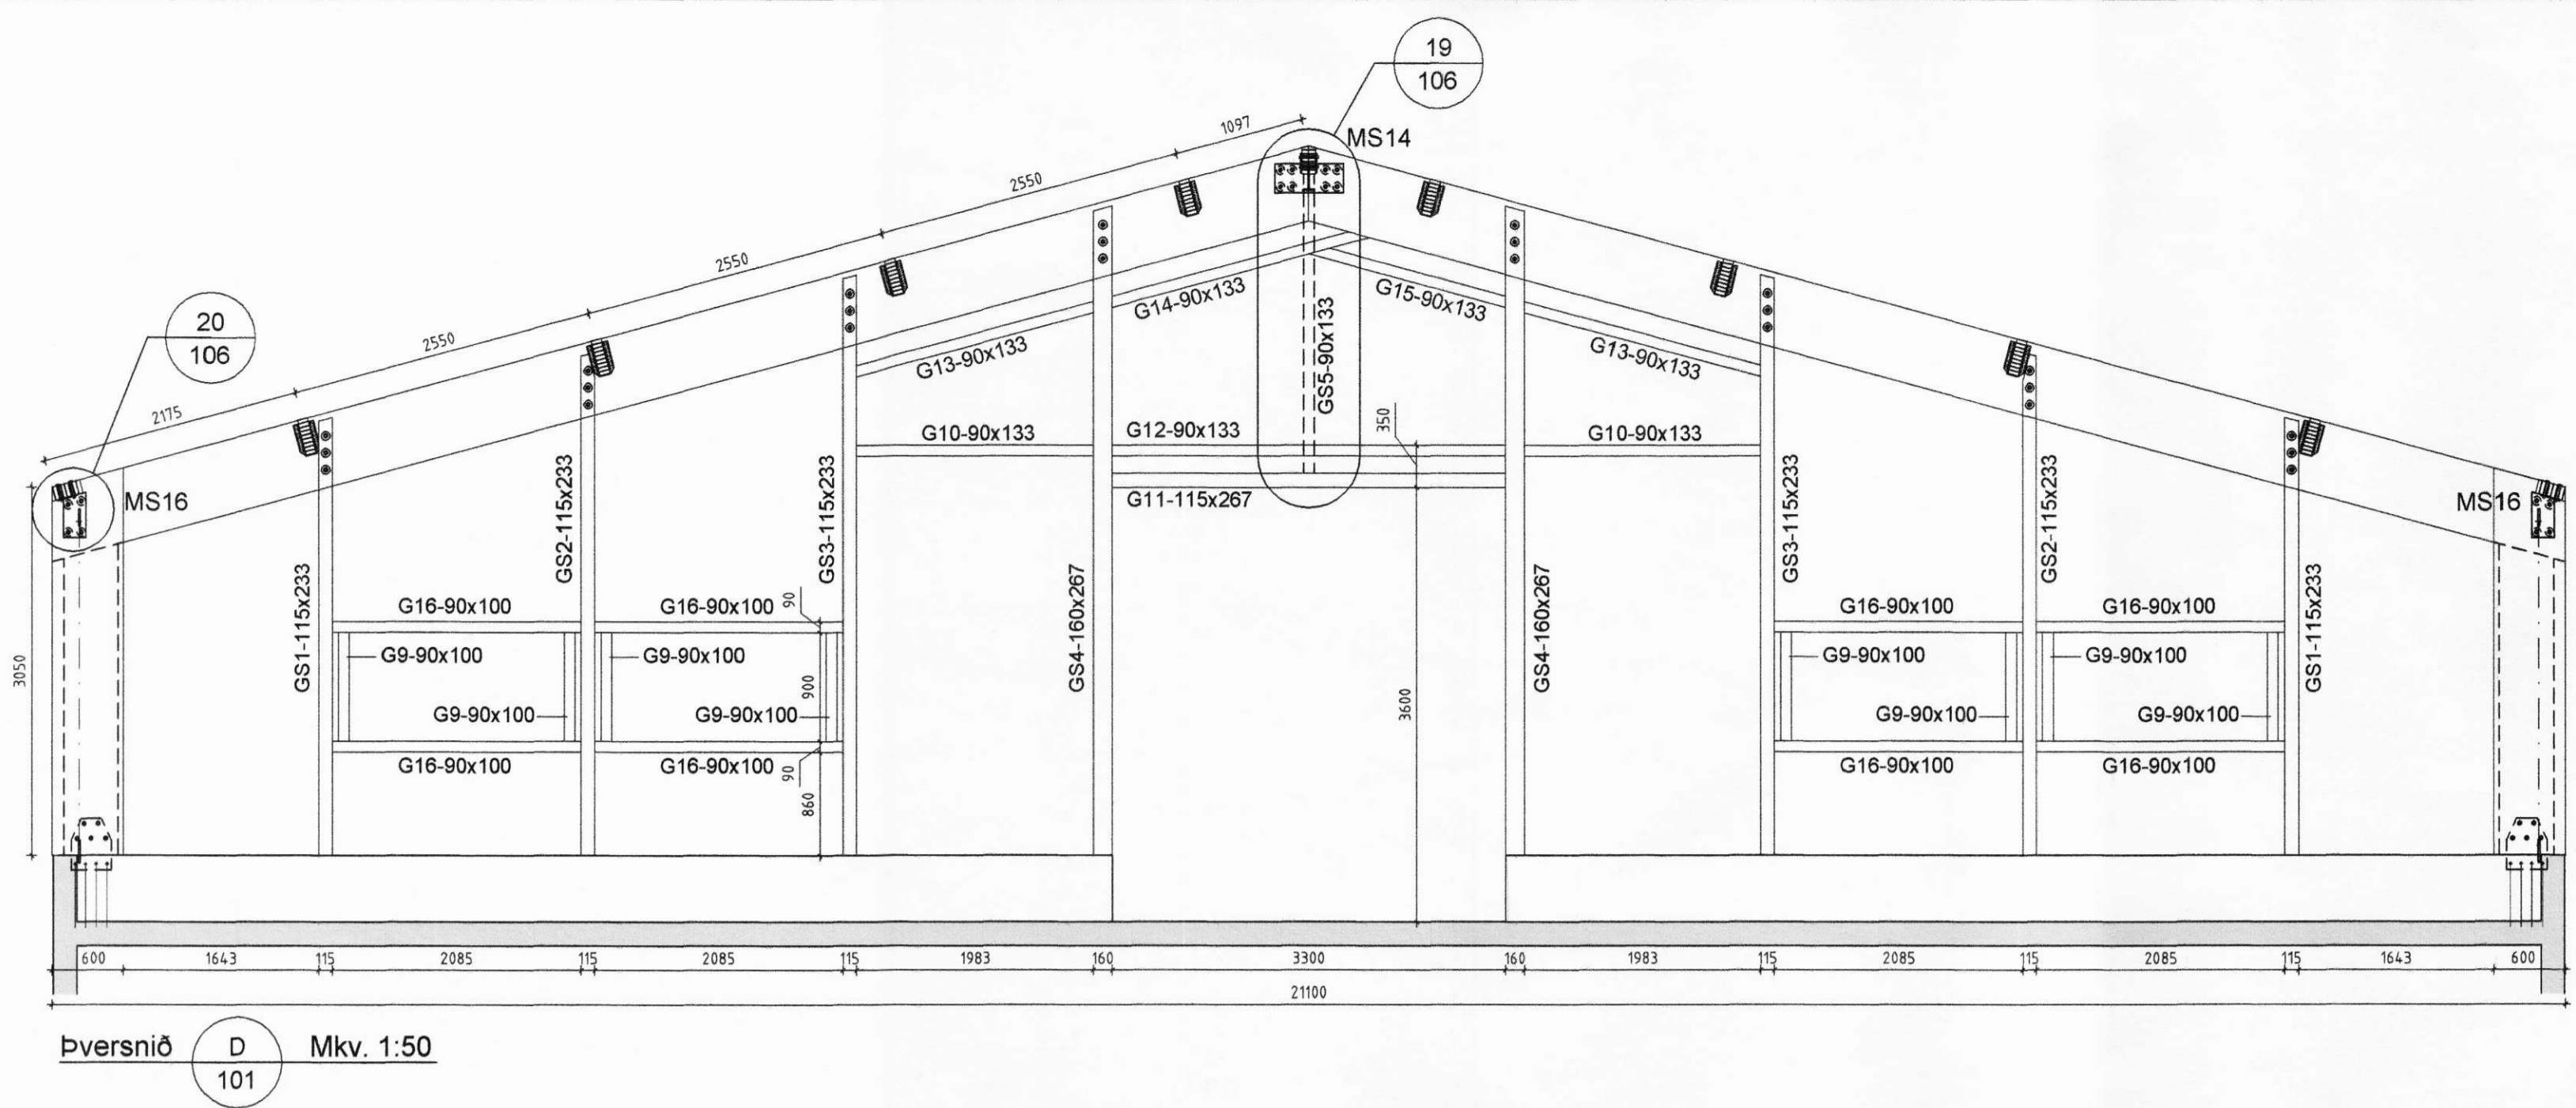 19
106
1097
MS14
2550
2550
2550
2175
20
106
MS16
G14-90x133
G15-90x133
G13-90x133
G13-90x133
GS5-90x133
350
G10-90x133
G12-90x133
G10-90x133
G11-115x267
MS16
GS1-115x233
GS2-115x233
GS3-115x233
GS4-160x267
GS4-160x267
GS3-115x233
GS2-115x233
GS1-115x233
G16-90x100
G16-90x100
90
G16-90x100
G16-90x100
G9-90x100
G9-90x100
G9-90x100
G9-90x100
3050
900
3600
G9-90x100
G9-90x100
G9-90x100
G9-90x100
G16-90x100
G16-90x100
90
G16-90x100
G16-90x100
860
600 1643 115 2085 115 2085 115 1983 160 3300 160 1983 115 2085 115 2085 115 1643 600
21100
Þversnið D Mkv. 1:50
101